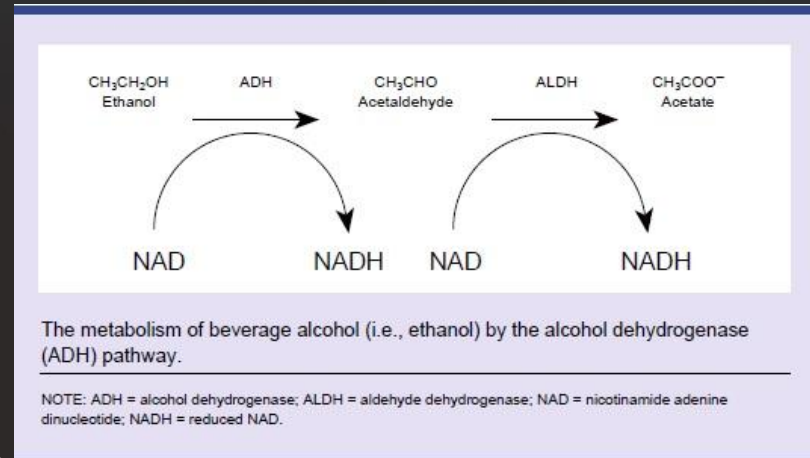 CH₃CH₂OH ADH CH₃CHO ALDH CH₃COO⁻
Ethanol Acetaldehyde Acetate
NAD NADH NAD NADH
The metabolism of beverage alcohol (i.e., ethanol) by the alcohol dehydrogenase
(ADH) pathway.
NOTE: ADH = alcohol dehydrogenase; ALDH = aldehyde dehydrogenase; NAD = nicotinamide adenine
dinucleotide; NADH = reduced NAD.